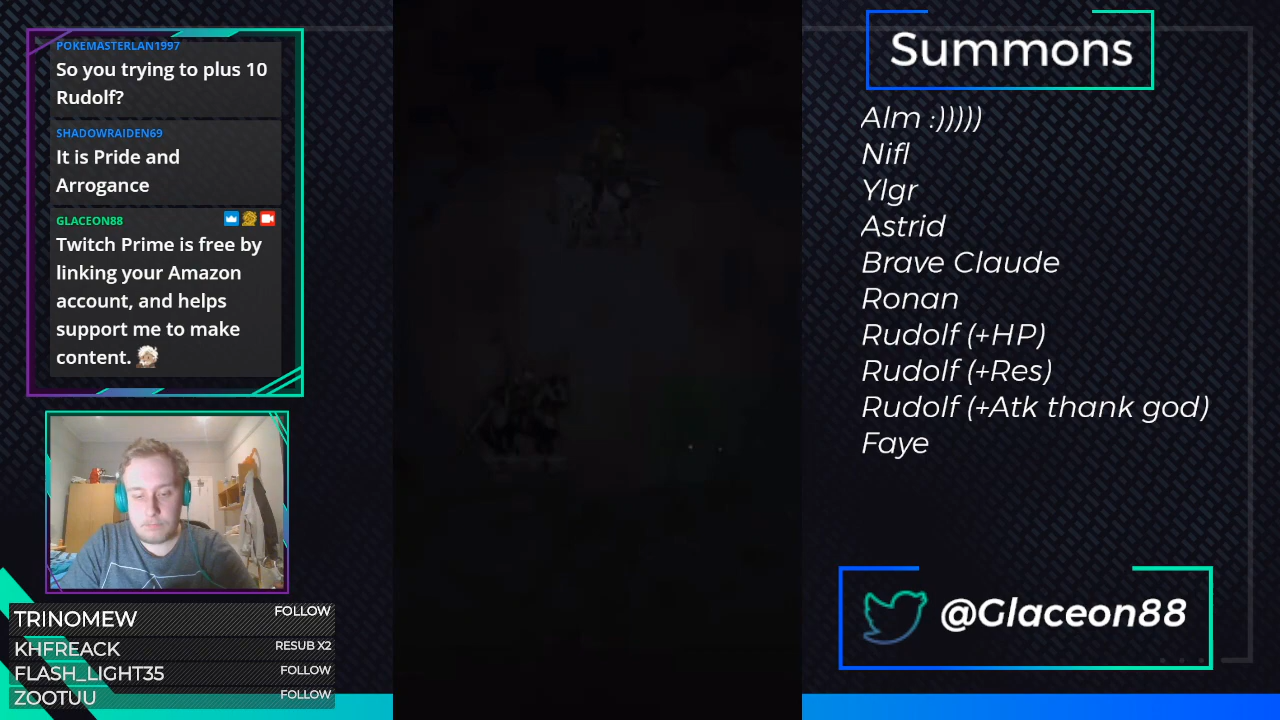 POKEMASTERLAN1997
So you trying to plus 10
Rudolf?
SHADOWRAIDEN69
It is Pride and
Arrogance
GLACEON88
Twitch Prime is free by
linking your Amazon
account, and helps
support me to make
content.
TRINOMEW FOLLOW
KHFREACK RESUB X2
FLASH_LIGHT35 FOLLOW
ZOOTUU FOLLOW
Summons
Alm :)))))
Nifl
Ylgr
Astrid
Brave Claude
Ronan
Rudolf (+HP)
Rudolf (+Res)
Rudolf (+Atk thank god)
Faye
@Glaceon88